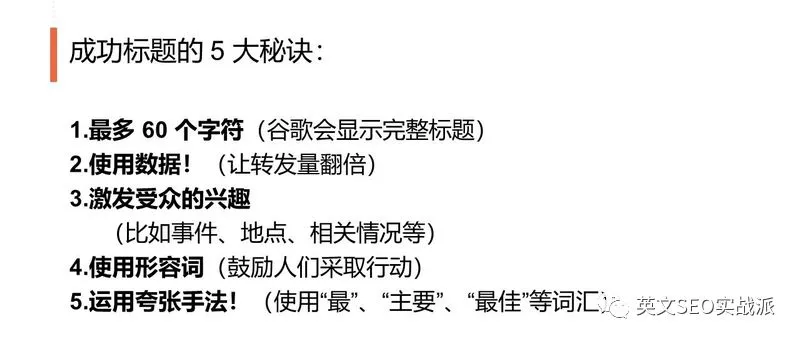 成功标题的 5 大秘诀：
1.最多 60 个字符（谷歌会显示完整标题）
2.使用数据！（让转发量翻倍）
3.激发受众的兴趣
（比如事件、地点、相关情况等）
4.使用形容词（鼓励人们采取行动）
5.运用夸张手法！（使用“最”、“主要”、“最佳”等词汇）
英文SEO实战派